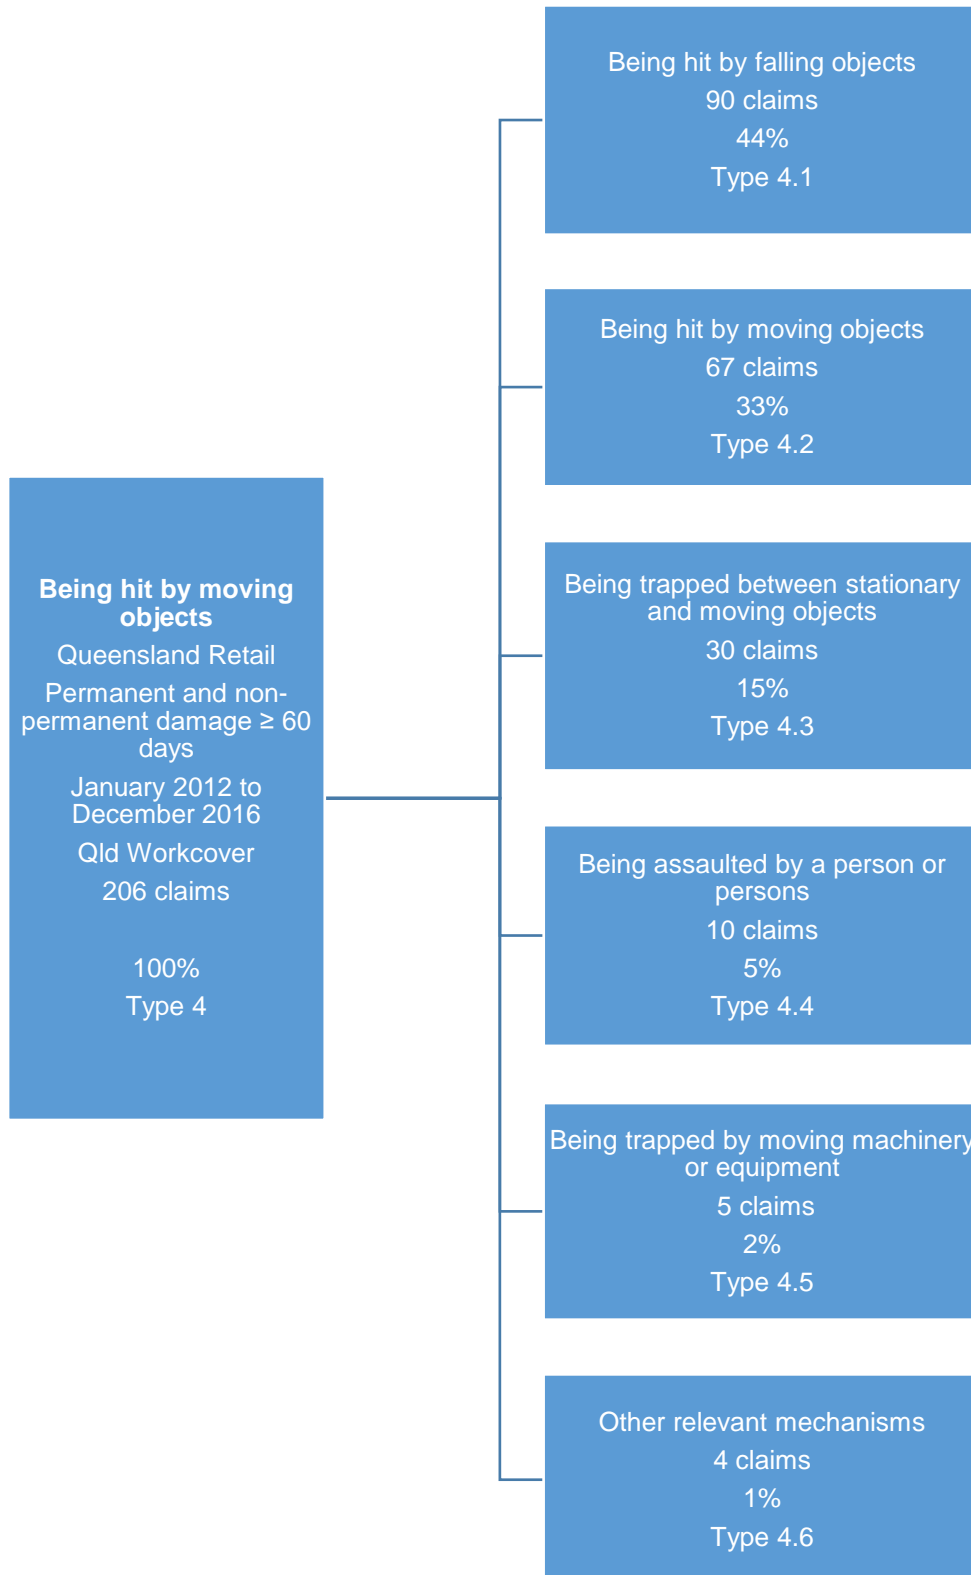 Being hit by falling objects
90 claims
44%
Type 4.1
Being hit by moving objects
67 claims
33%
Type 4.2
Being trapped between stationary
and moving objects
30 claims
15%
Type 4.3
Being hit by moving
objects
Queensland Retail
Permanent and non-
permanent damage ≥ 60
days
January 2012 to
December 2016
Qld Workcover
206 claims
100%
Type 4
Being assaulted by a person or
persons
10 claims
5%
Type 4.4
Being trapped by moving machinery
or equipment
5 claims
2%
Type 4.5
Other relevant mechanisms
4 claims
1%
Type 4.6